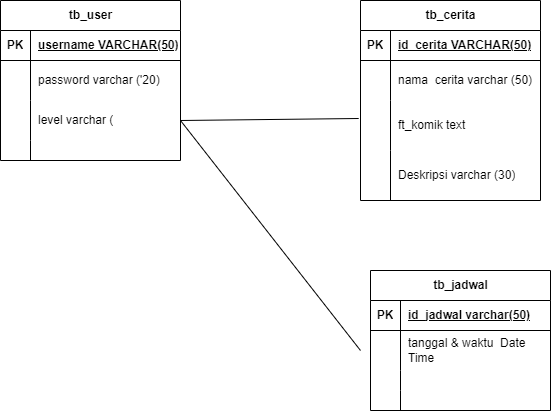 tb_user
PK username VARCHAR(50)
password varchar ('20)
level varchar (
tb_cerita
PK id_cerita VARCHAR(50)
nama  cerita varchar (50)
ft_komik text
Deskripsi varchar (30)
tb_jadwal
PK id_jadwal varchar(50)
tanggal & waktu  Date
Time